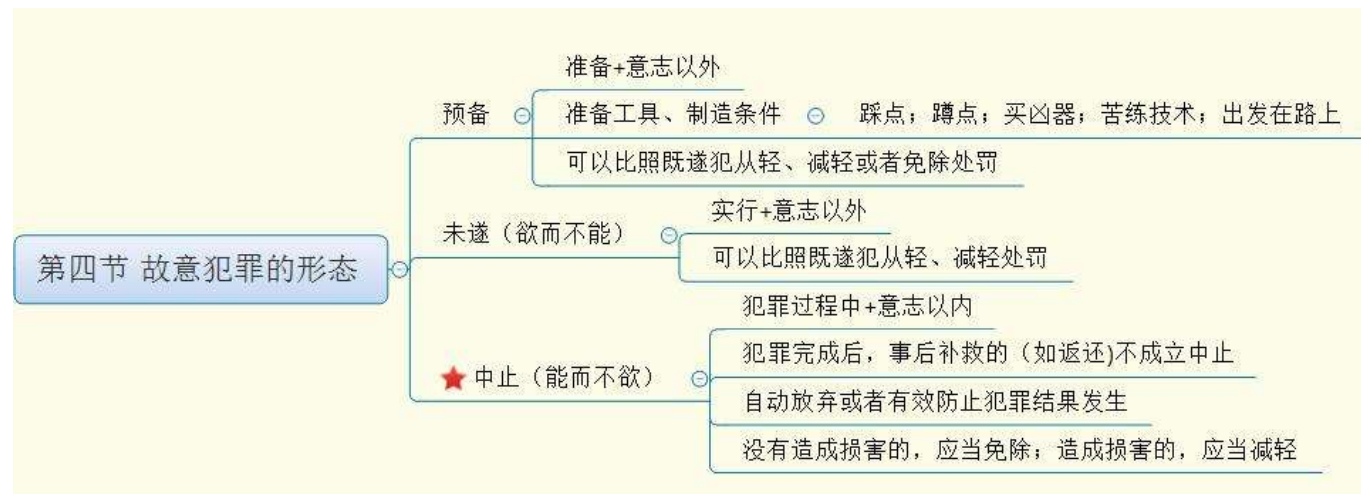 第四节 故意犯罪的形态
预备
准备+意志以外
准备工具、制造条件
踩点；蹲点；买凶器；苦练技术；出发在路上
可以比照既遂犯从轻、减轻或者免除处罚
未遂（欲而不能）
实行+意志以外
可以比照既遂犯从轻、减轻处罚
中止（能而不欲）
犯罪过程中+意志以内
犯罪完成后，事后补救的（如返还)不成立中止
自动放弃或者有效防止犯罪结果发生
没有造成损害的，应当免除；造成损害的，应当减轻